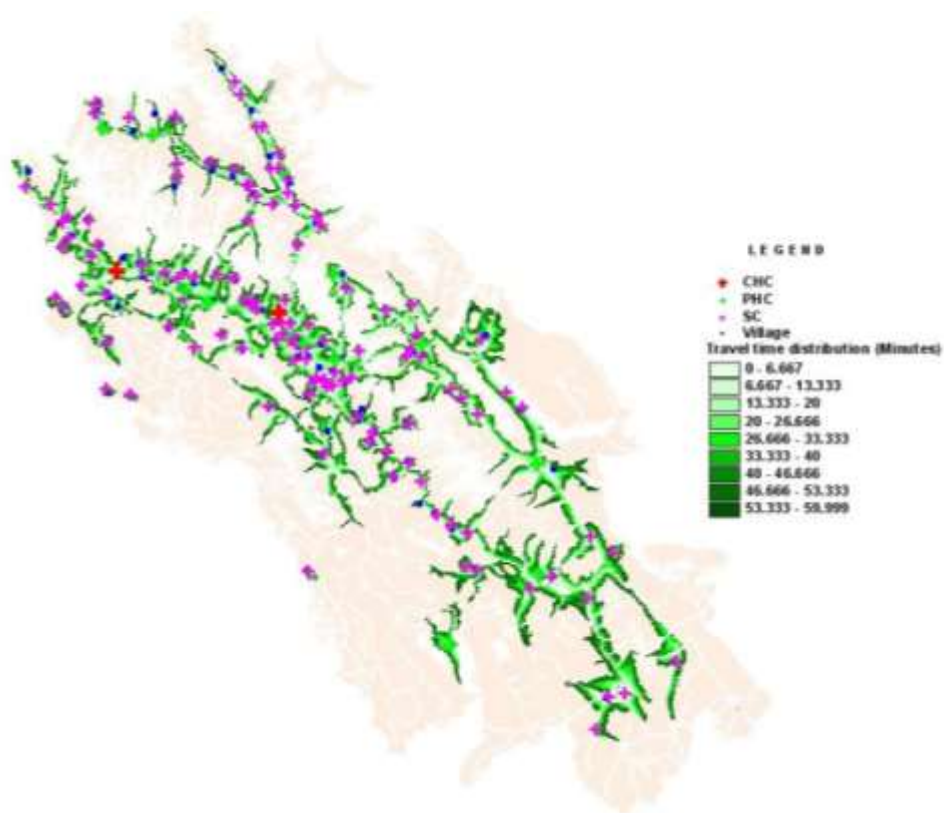 LEGEND
CHC
PHC
SC
Village
Travel time distribution (Minutes)
0 - 6.667
6.667 - 13.333
13.333 - 20
20 - 26.666
26.666 - 33.333
33.333 - 40
40 - 46.666
46.666 - 53.333
53.333 - 59.999